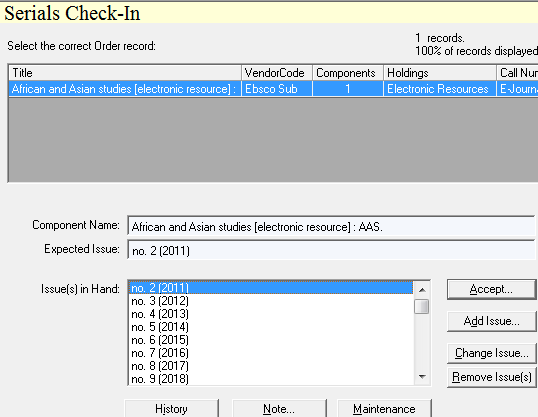 Serials Check-In
Select the correct Order record:
1 records.
100% of records displayed
Title VendorCode Components Holdings Call Nu
African and Asian studies [electronic resource] : Ebsco Sub 1 Electronic Resources E-Journ
Component Name: African and Asian studies [electronic resource] : AAS.
Expected Issue: no. 2 (2011)
Issue(s) in Hand: no. 2 (2011) Accept...
no. 3 (2012)
no. 4 (2013) Add Issue...
no. 5 (2014)
no. 6 (2015)
no. 7 (2016) Change Issue...
no. 8 (2017)
no. 9 (2018) Remove Issue(s)
History Note... Maintenance